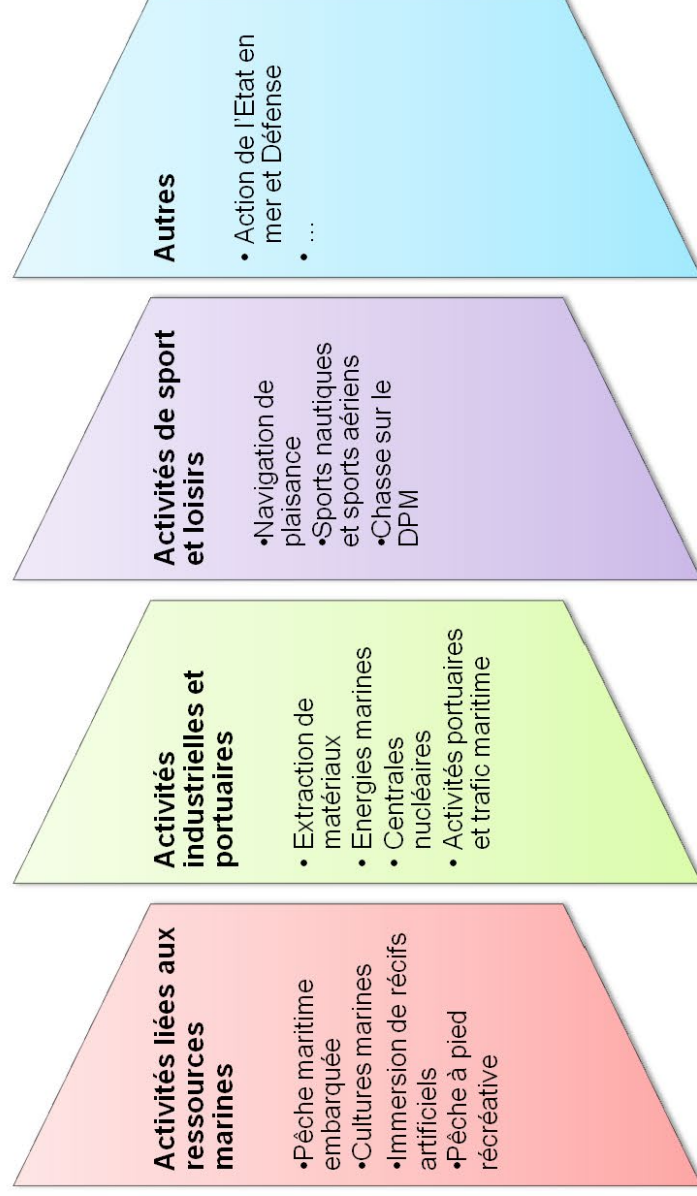 Activités liées aux
ressources
marines
•Pêche maritime
embarquée
•Cultures marines
•Immersion de récifs
artificiels
•Pêche à pied
récréative
Activités
industrielles et
portuaires
• Extraction de
matériaux
• Energies marines
• Centrales
nucléaires
• Activités portuaires
et trafic maritime
Activités de sport
et loisirs
•Navigation de
plaisance
•Sports nautiques
et sports aériens
•Chasse sur le
DPM
Autres
• Action de l'Etat en
mer et Défense
• ...